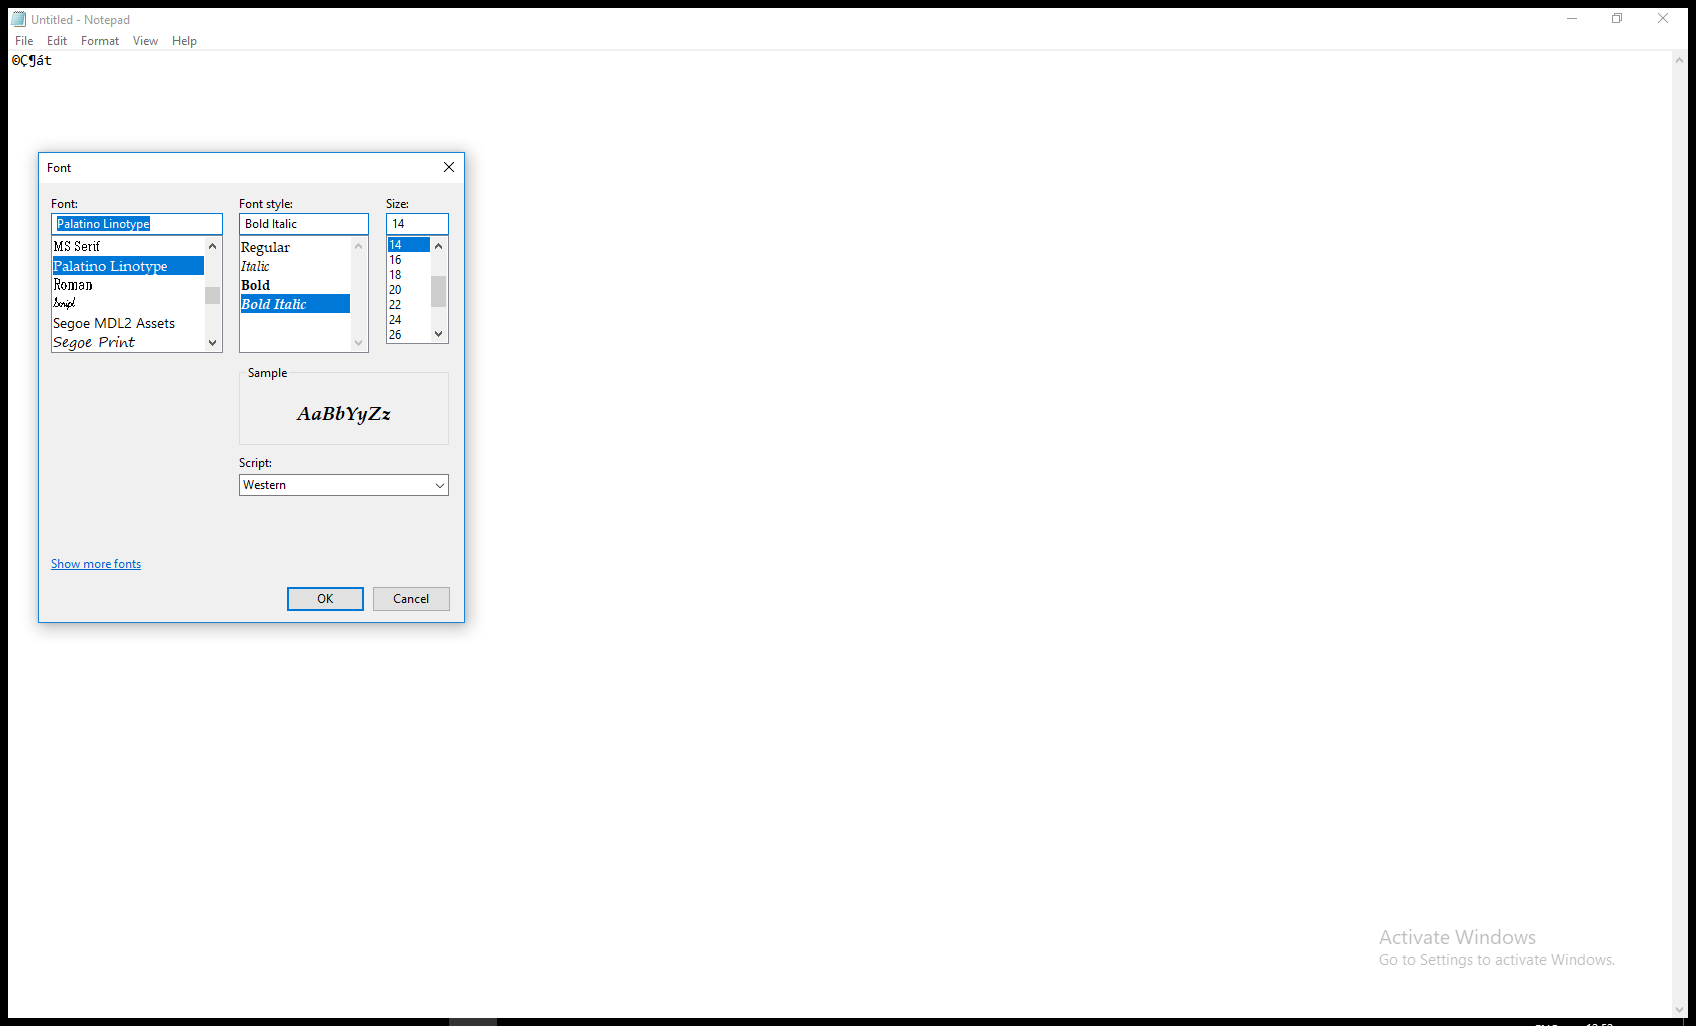 Untitled - Notepad
File Edit Format View Help
©Ç¶át
Font
Font:
Palatino Linotype
MS Serif
Palatino Linotype
Roman
Script
Segoe MDL2 Assets
Segoe Print
Font style:
Bold Italic
Regular
Italic
Bold
Bold Italic
Size:
14
14
16
18
20
22
24
26
Sample
AaBbYyZz
Script:
Western
Show more fonts
OK
Cancel
Activate Windows
Go to Settings to activate Windows.